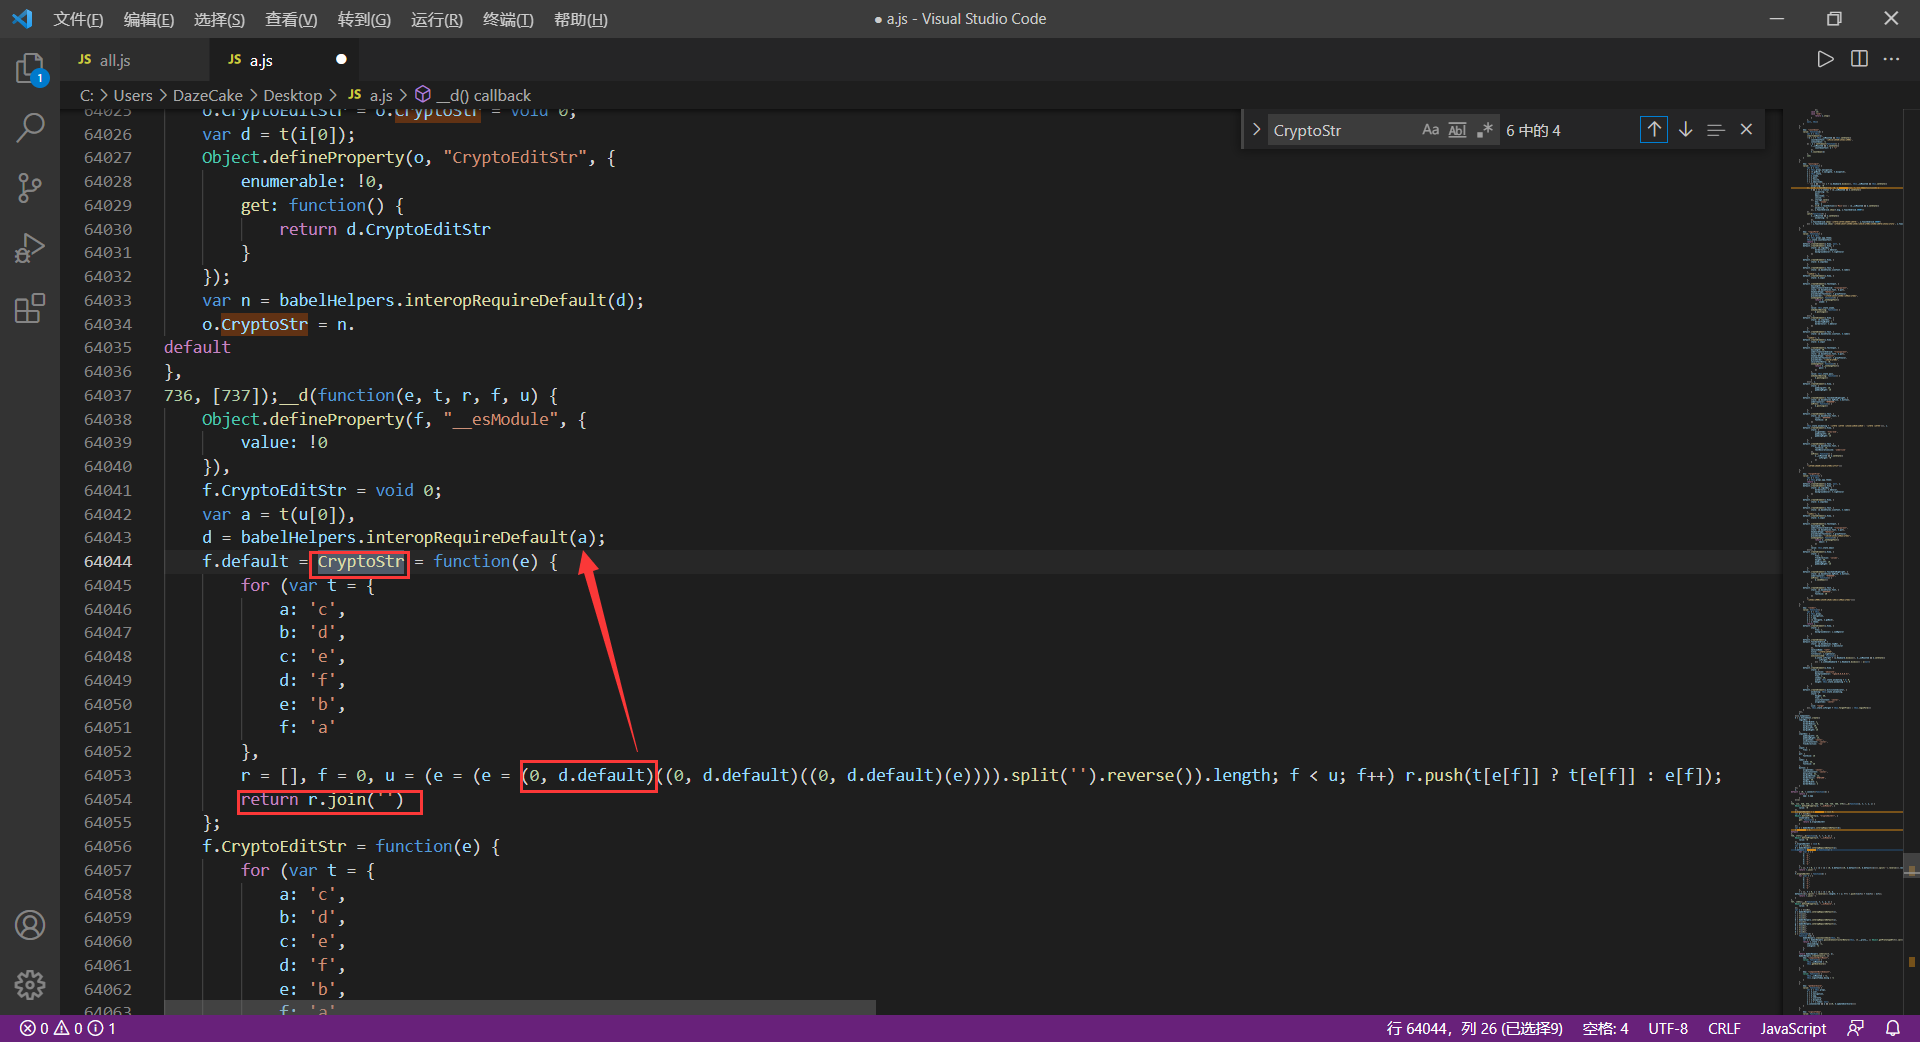 文件(F) 编辑(E) 选择(S) 查看(V) 转到(G) 运行(R) 终端(T) 帮助(H)
● a.js - Visual Studio Code
JS all.js
JS a.js ●
C: > Users > DazeCake > Desktop > JS a.js > __d() callback
CryptoStr Aa Abl .* 6 中的 4
1
64025 o.CryptoEditStr = o.CryptoStr = void 0;
64026 var d = t(i[0]);
64027 Object.defineProperty(o, "CryptoEditStr", {
64028 enumerable: !0,
64029 get: function() {
64030 return d.CryptoEditStr
64031 }
64032 });
64033 var n = babelHelpers.interopRequireDefault(d);
64034 o.CryptoStr = n.
64035 default
64036 },
64037 736, [737]);__d(function(e, t, r, f, u) {
64038 Object.defineProperty(f, "__esModule", {
64039 value: !0
64040 }),
64041 f.CryptoEditStr = void 0;
64042 var a = t(u[0]),
64043 d = babelHelpers.interopRequireDefault(a);
64044 f.default = CryptoStr = function(e) {
64045 for (var t = {
64046 a: 'c',
64047 b: 'd',
64048 c: 'e',
64049 d: 'f',
64050 e: 'b',
64051 f: 'a'
64052 },
64053 r = [], f = 0, u = (e = (e = (0, d.default)((0, d.default)((0, d.default)(e)))).split('').reverse()).length; f < u; f++) r.push(t[e[f]] ? t[e[f]] : e[f]);
64054 return r.join('')
64055 };
64056 f.CryptoEditStr = function(e) {
64057 for (var t = {
64058 a: 'c',
64059 b: 'd',
64060 c: 'e',
64061 d: 'f',
64062 e: 'b',
64063 f: 'a'
0 0 1
行 64044，列 26 (已选择9) 空格: 4 UTF-8 CRLF JavaScript